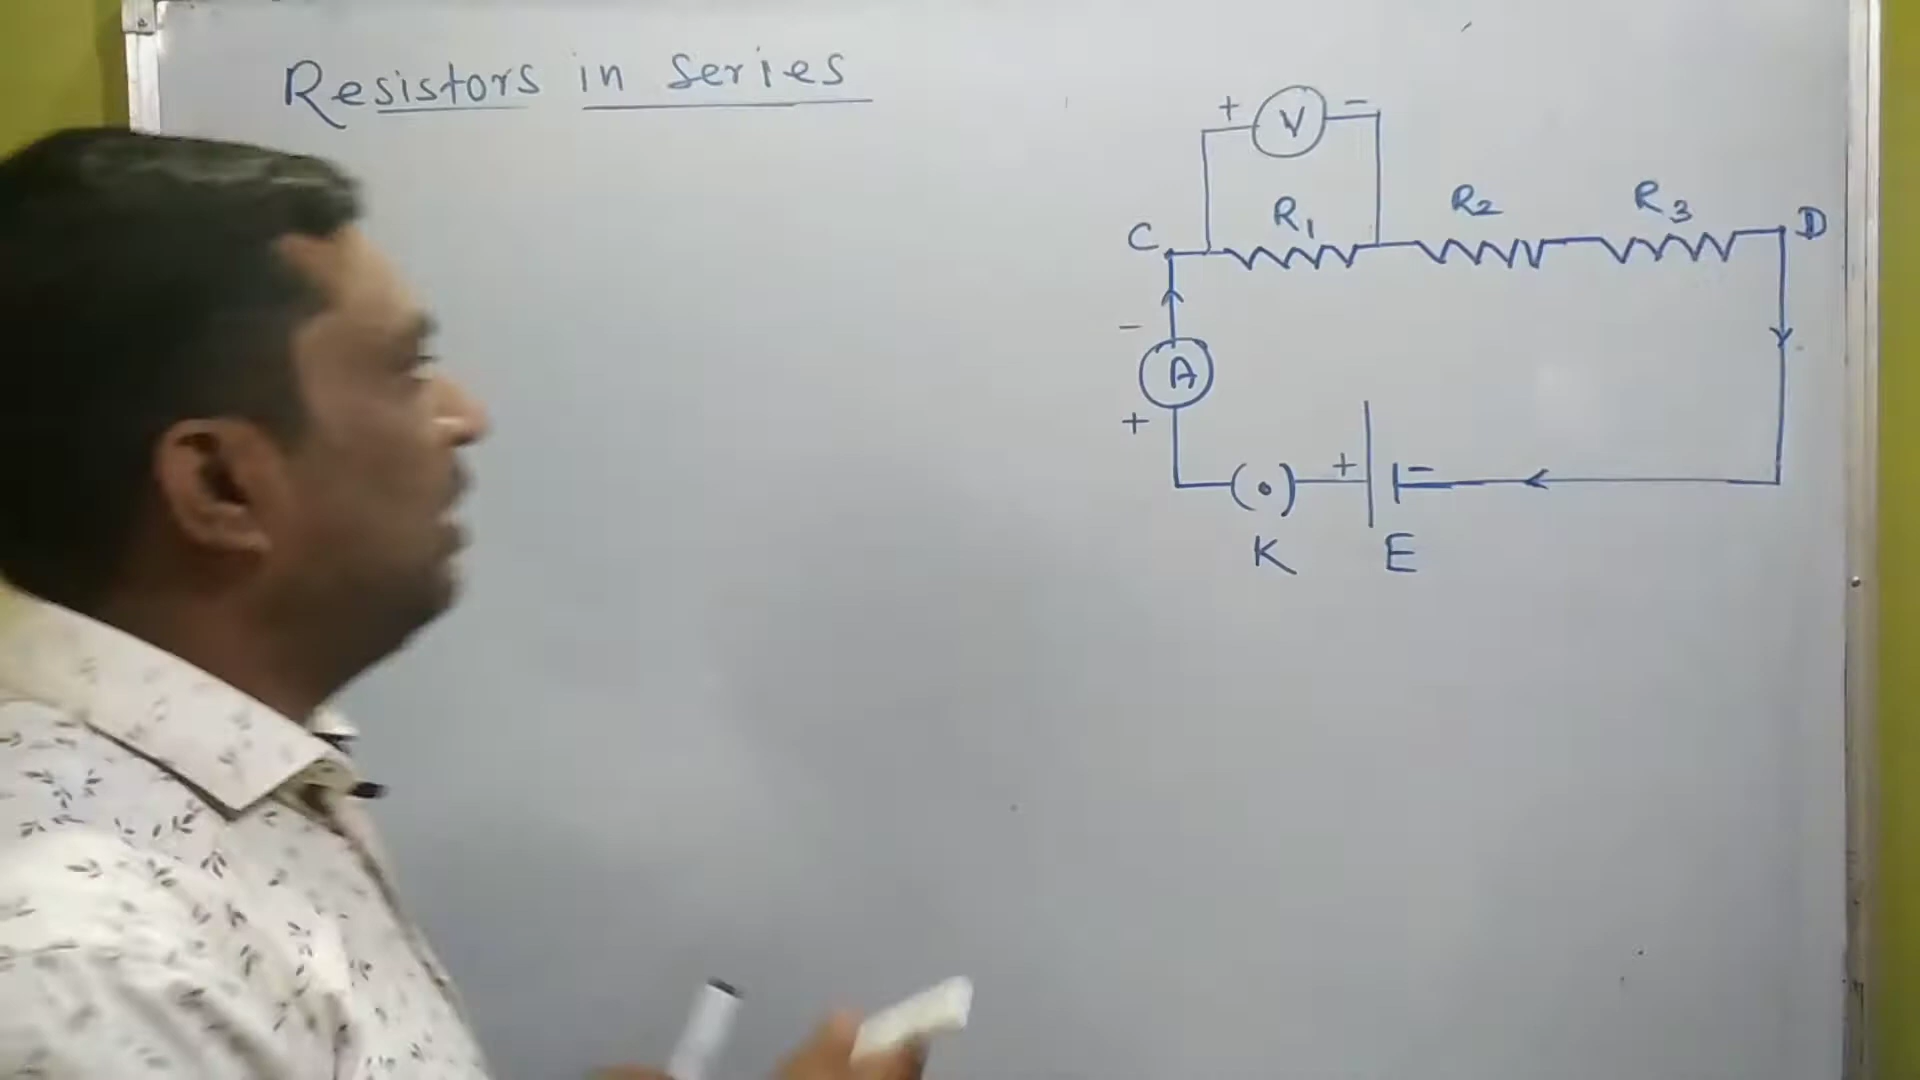 Resistors in series
+ V -
R1 R2 R3
C D
-
A
+
+ -
K E